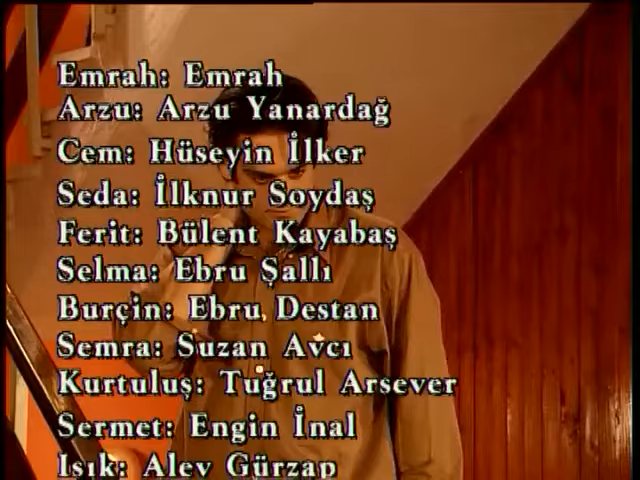 Emrah: Emrah
Arzu: Arzu Yanardağ
Cem: Hüseyin İlker
Seda: İlknur Soydaş
Ferit: Bülent Kayabaş
Selma: Ebru Şallı
Burçin: Ebru Destan
Semra: Suzan Avcı
Kurtuluş: Tuğrul Arsever
Sermet: Engin İnal
Işık: Alev Gürzap